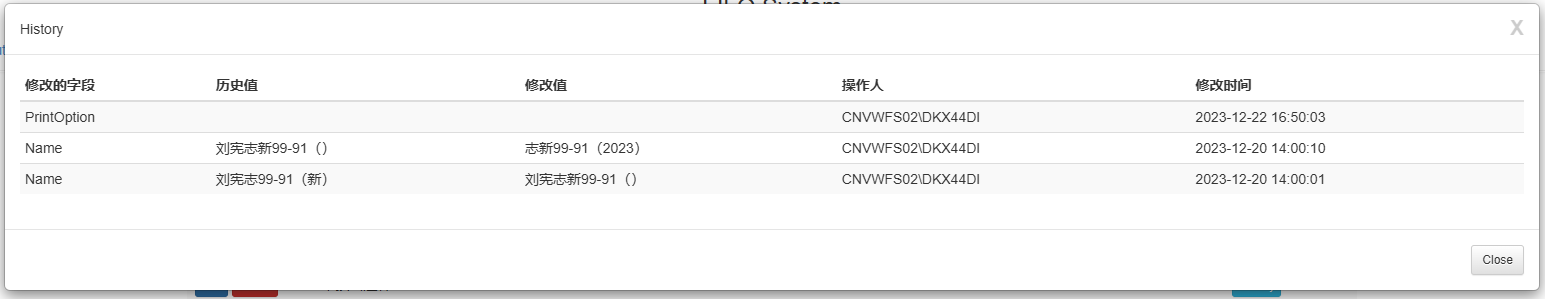 History
X
修改的字段 历史值 修改值 操作人 修改时间
PrintOption CNVWFS02\DKX44DI 2023-12-22 16:50:03
Name 刘宪志新99-91（） 志新99-91（2023） CNVWFS02\DKX44DI 2023-12-20 14:00:10
Name 刘宪志99-91（新） 刘宪志新99-91（） CNVWFS02\DKX44DI 2023-12-20 14:00:01
Close